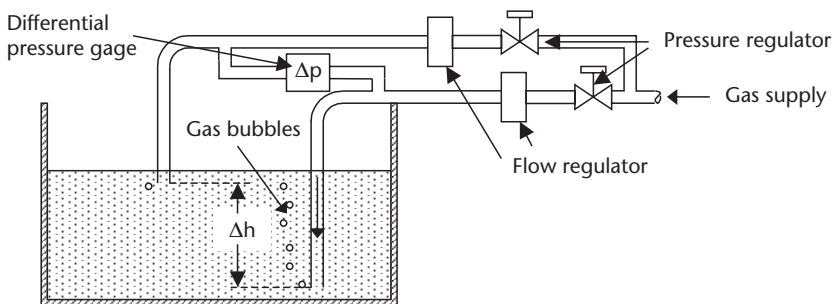 Differential
pressure gage
Δp
Pressure regulator
Gas supply
Gas bubbles
Flow regulator
Δh